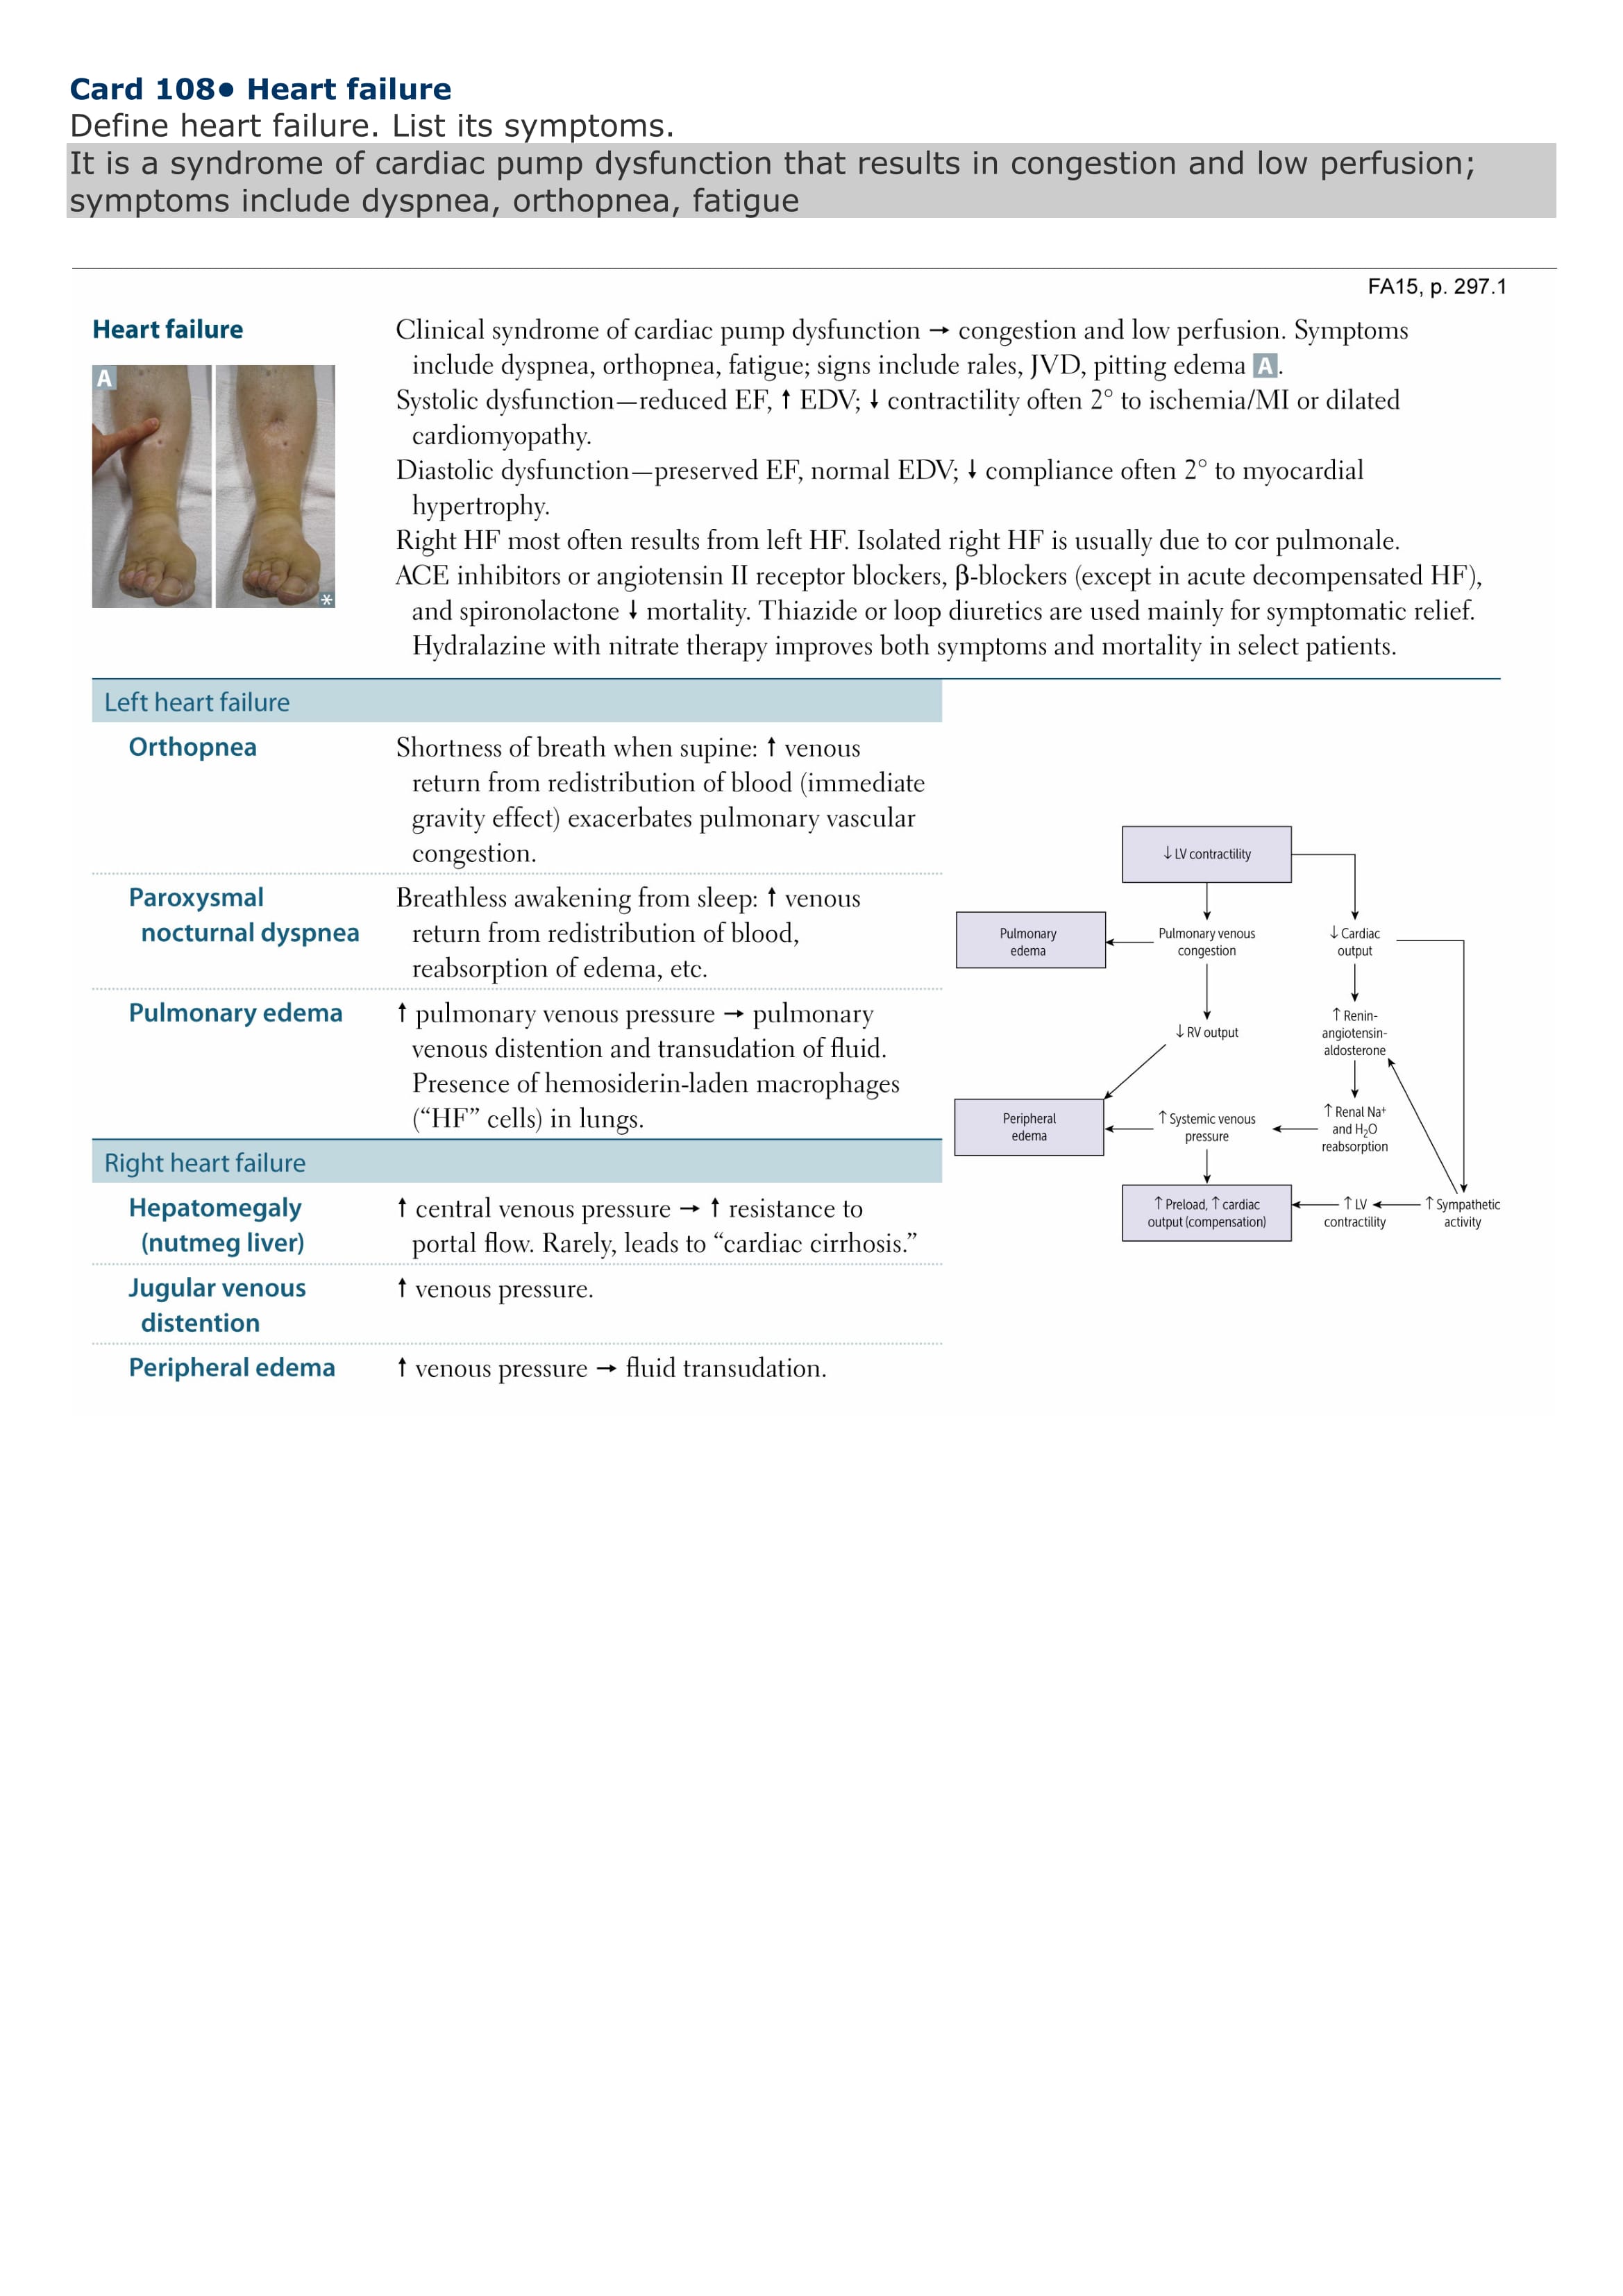 Card 108• Heart failure
Define heart failure. List its symptoms.
It is a syndrome of cardiac pump dysfunction that results in congestion and low perfusion;
symptoms include dyspnea, orthopnea, fatigue
FA15, p. 297.1
Heart failure
A
*
Clinical syndrome of cardiac pump dysfunction → congestion and low perfusion. Symptoms
include dyspnea, orthopnea, fatigue; signs include rales, JVD, pitting edema A.
Systolic dysfunction—reduced EF, ↑ EDV; ↓ contractility often 2° to ischemia/MI or dilated
cardiomyopathy.
Diastolic dysfunction—preserved EF, normal EDV; ↓ compliance often 2° to myocardial
hypertrophy.
Right HF most often results from left HF. Isolated right HF is usually due to cor pulmonale.
ACE inhibitors or angiotensin II receptor blockers, β-blockers (except in acute decompensated HF),
and spironolactone ↓ mortality. Thiazide or loop diuretics are used mainly for symptomatic relief.
Hydralazine with nitrate therapy improves both symptoms and mortality in select patients.
Left heart failure
Orthopnea
Shortness of breath when supine: ↑ venous
return from redistribution of blood (immediate
gravity effect) exacerbates pulmonary vascular
congestion.
Paroxysmal
nocturnal dyspnea
Breathless awakening from sleep: ↑ venous
return from redistribution of blood,
reabsorption of edema, etc.
Pulmonary edema
↑ pulmonary venous pressure → pulmonary
venous distention and transudation of fluid.
Presence of hemosiderin-laden macrophages
(“HF” cells) in lungs.
Right heart failure
Hepatomegaly
(nutmeg liver)
↑ central venous pressure → ↑ resistance to
portal flow. Rarely, leads to “cardiac cirrhosis.”
Jugular venous
distention
↑ venous pressure.
Peripheral edema
↑ venous pressure → fluid transudation.
↓ LV contractility
Pulmonary
edema
Pulmonary venous
congestion
↓ Cardiac
output
↓ RV output
↑ Renin-
angiotensin-
aldosterone
Peripheral
edema
↑ Systemic venous
pressure
↑ Renal Na⁺
and H₂O
reabsorption
↑ Preload, ↑ cardiac
output (compensation)
↑ LV
contractility
↑ Sympathetic
activity